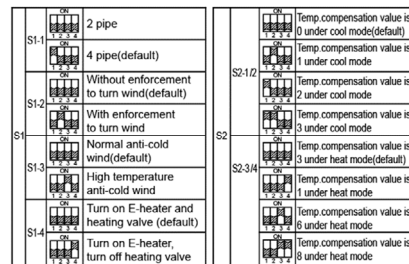 S1
S1-1
ON
1 2 3 4
2 pipe
ON
1 2 3 4
4 pipe(default)
S1-2
ON
1 2 3 4
Without enforcement
to turn wind(default)
ON
1 2 3 4
With enforcement
to turn wind
S1-3
ON
1 2 3 4
Normal anti-cold
wind(default)
ON
1 2 3 4
High temperature
anti-cold wind
S1-4
ON
1 2 3 4
Turn on E-heater and
heating valve (default)
ON
1 2 3 4
Turn on E-heater,
turn off heating valve
S2
S2-1/2
ON
1 2 3 4
Temp.compensation value is
0 under cool mode(default)
ON
1 2 3 4
Temp.compensation value is
1 under cool mode
ON
1 2 3 4
Temp.compensation value is
2 under cool mode
ON
1 2 3 4
Temp.compensation value is
3 under cool mode
S2-3/4
ON
1 2 3 4
Temp.compensation value is
3 under heat mode(default)
ON
1 2 3 4
Temp.compensation value is
1 under heat mode
ON
1 2 3 4
Temp.compensation value is
6 under heat mode
ON
1 2 3 4
Temp.compensation value is
8 under heat mode